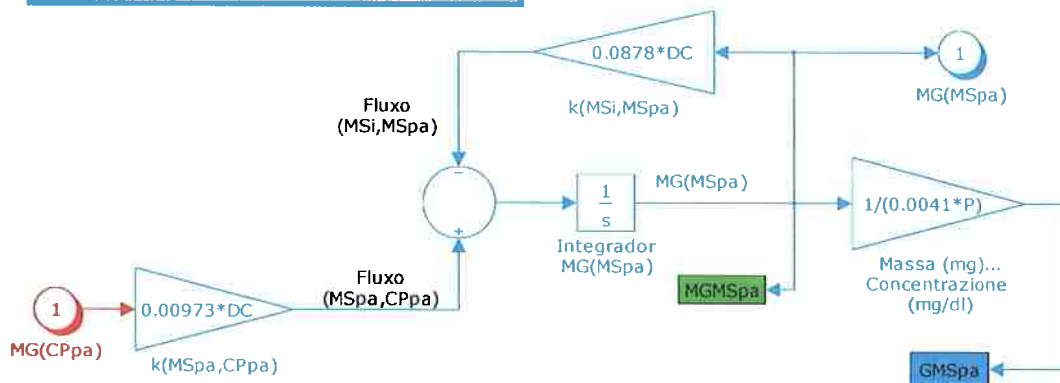 0.0878*DC
k(MSi,MSpa)
1
MG(MSpa)
Fluxo
(MSi,MSpa)
-
+
1
s
Integrador
MG(MSpa)
MG(MSpa)
1/(0.0041*P)
Massa (mg)...
Concentrazione
(mg/dl)
MGMSpa
GMSpa
Fluxo
(MSpa,CPpa)
1
MG(CPpa)
0.00973*DC
k(MSpa,CPpa)